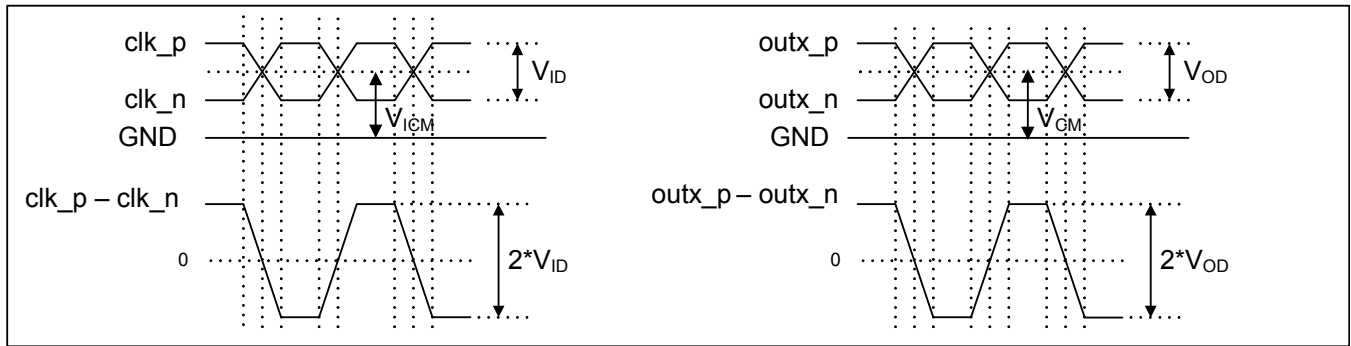 clk_p
clk_n
V_ID
V_ICM
GND
clk_p – clk_n
0
2*V_ID
outx_p
outx_n
V_OD
V_CM
GND
outx_p – outx_n
0
2*V_OD